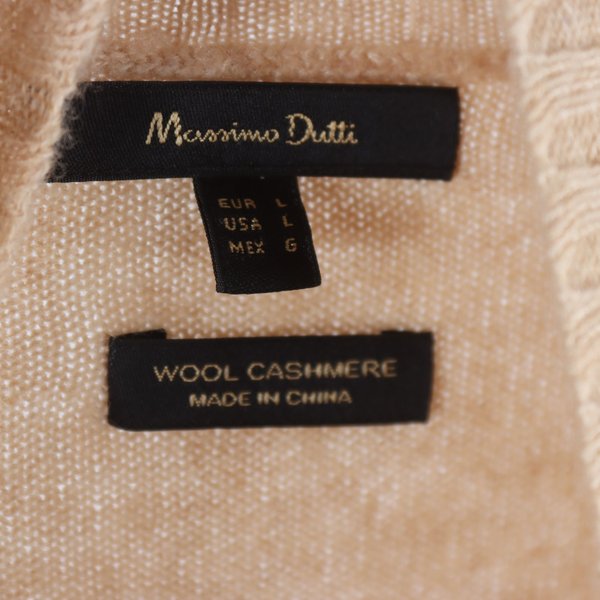 Massimo Dutti
EUR L
USA L
MEX G
WOOL CASHMERE
MADE IN CHINA